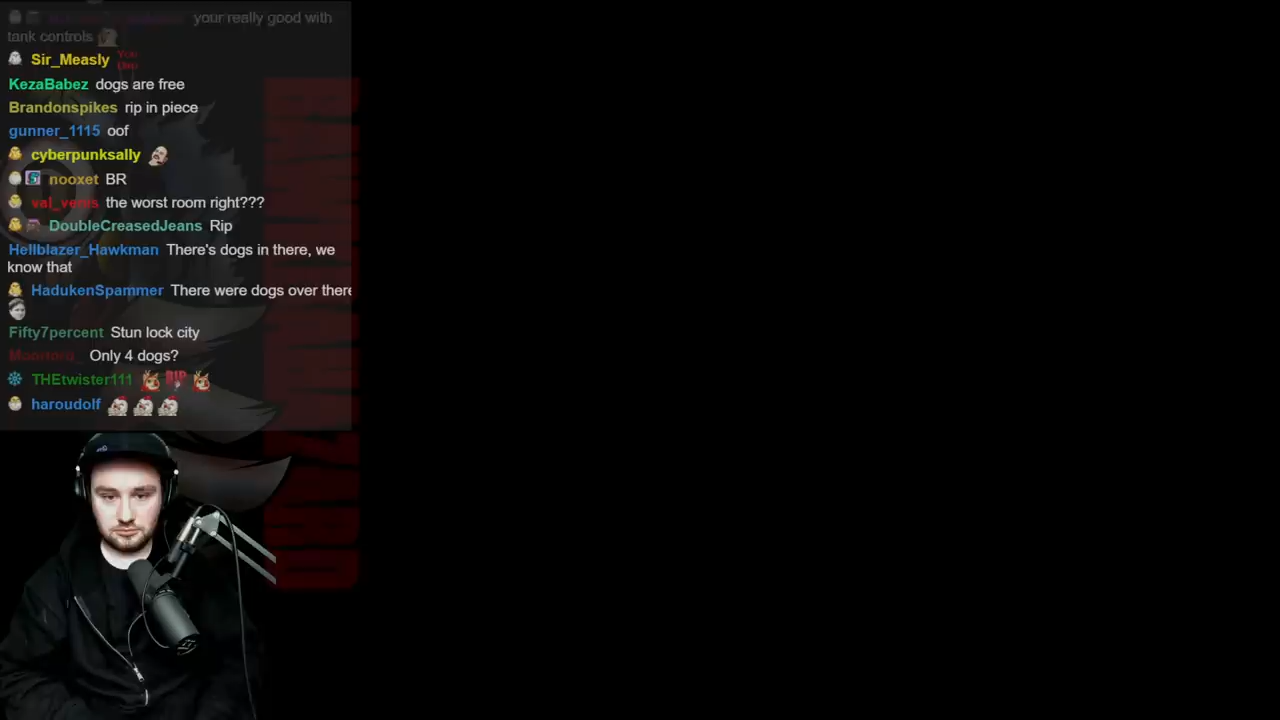 your really good with
tank controls
Sir_Measly
KezaBabez dogs are free
Brandonspikes rip in piece
gunner_1115 oof
cyberpunksally
nooxet BR
val_venis the worst room right???
DoubleCreasedJeans Rip
Hellblazer_Hawkman There's dogs in there, we
know that
HadukenSpammer There were dogs over there
Fifty7percent Stun lock city
Only 4 dogs?
THEtwister111 RIP
haroudolf